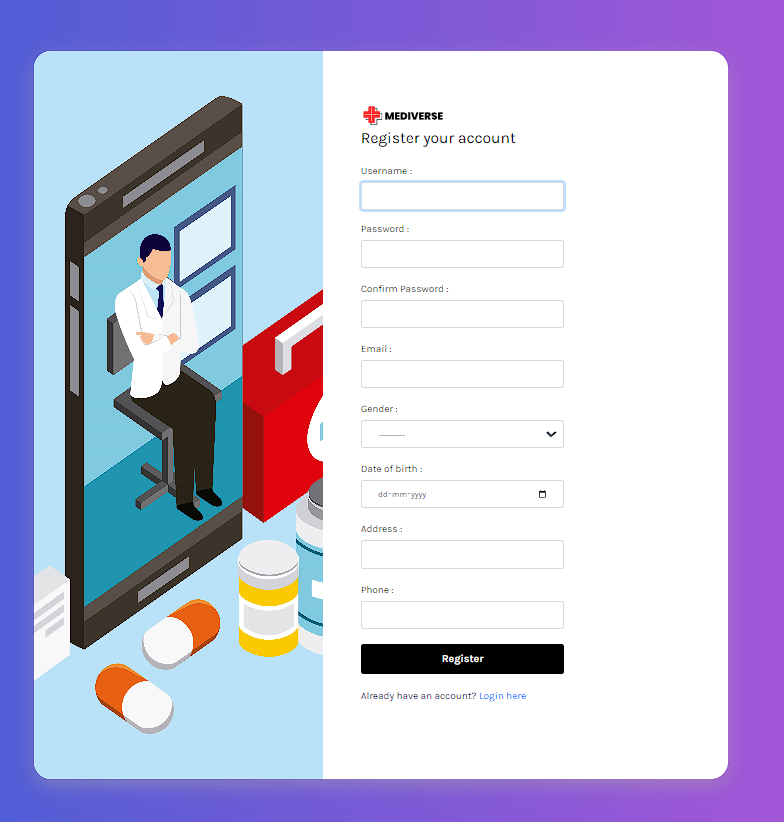 MEDIVERSE
Register your account
Username :
Password :
Confirm Password :
Email :
Gender :
---------
Date of birth :
dd-mm-yyyy
Address :
Phone :
Register
Already have an account? Login here